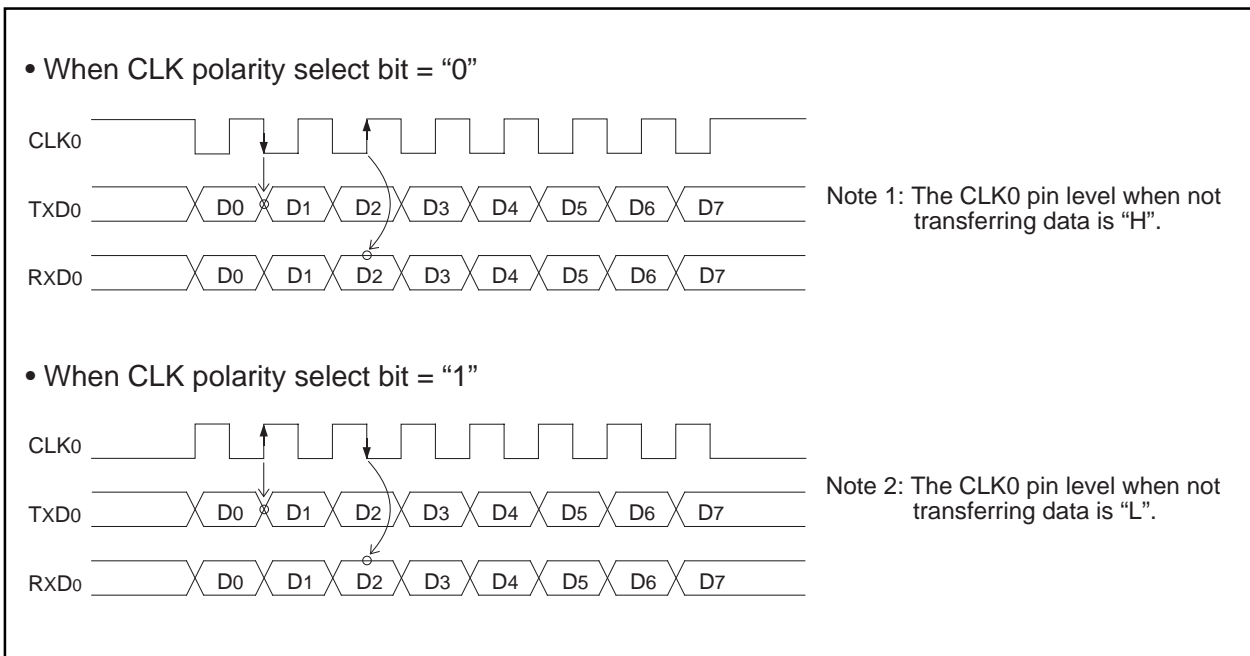 • When CLK polarity select bit = “0”
CLK0
TXD0 D0 D1 D2 D3 D4 D5 D6 D7
RXD0 D0 D1 D2 D3 D4 D5 D6 D7
Note 1: The CLK0 pin level when not
transferring data is “H”.
• When CLK polarity select bit = “1”
CLK0
TXD0 D0 D1 D2 D3 D4 D5 D6 D7
RXD0 D0 D1 D2 D3 D4 D5 D6 D7
Note 2: The CLK0 pin level when not
transferring data is “L”.